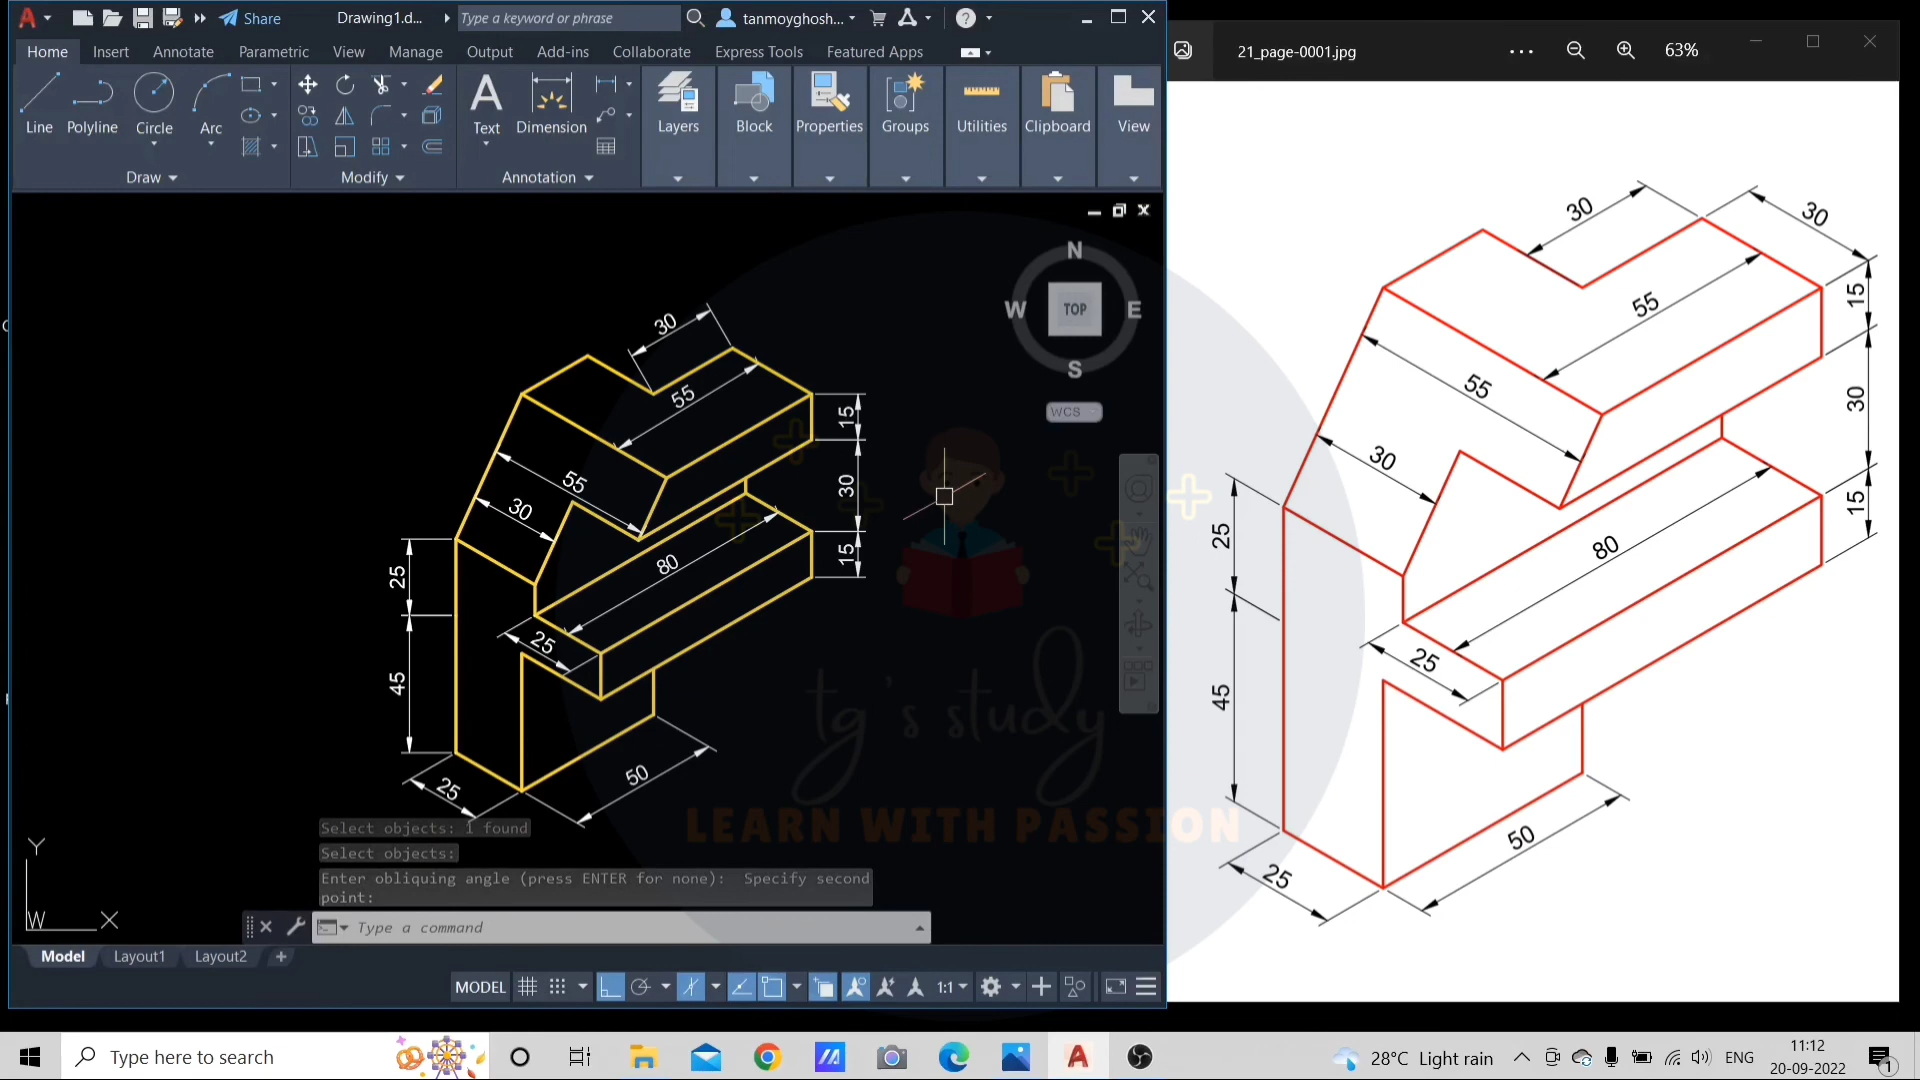 Share
Drawing1.d...
Type a keyword or phrase
tanmoyghosh...
Home Insert Annotate Parametric View Manage Output Add-ins Collaborate Express Tools Featured Apps
Line Polyline Circle Arc
Text Dimension
Layers Block Properties Groups Utilities Clipboard View
Draw Modify Annotation
N
W TOP E
S
WCS
30
55
15
55
30
30
15
80
25
25
45
25
50
tg's study
LEARN WITH PASSION
Select objects: 1 found
Select objects:
Enter obliquing angle (press ENTER for none): Specify second
point:
Type a command
Y
W X
Model Layout1 Layout2 +
MODEL 1:1
21_page-0001.jpg
63%
30
30
15
55
55
30
30
15
25
80
25
45
50
25
Type here to search
28°C Light rain
ENG
11:12
20-09-2022
1